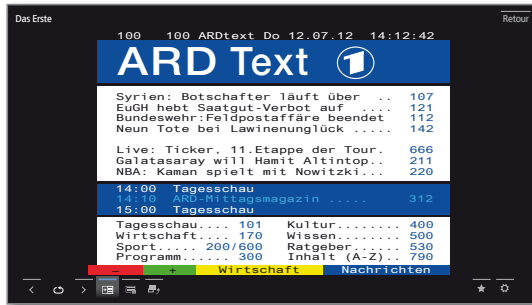 Das Erste
Retour
100 100 ARDtext Do 12.07.12 14:12:42
ARD Text 1
Syrien: Botschafter läuft über .. 107
EuGH hebt Saatgut-Verbot auf .... 121
Bundeswehr:Feldpostaffäre beendet 112
Neun Tote bei Lawinenunglück ..... 142
Live: Ticker, 11.Etappe der Tour. 666
Galatasaray will Hamit Altintop.. 211
NBA: Kaman spielt mit Nowitzki... 220
14:00 Tagesschau
14:10 ARD-Mittagsmagazin ..... 312
15:00 Tagesschau
Tagesschau.... 101 Kultur........ 400
Wirtschaft.... 170 Wissen........ 500
Sport..... 200/600 Ratgeber...... 530
Programm...... 300 Inhalt (A-Z).. 790
– + Wirtschaft Nachrichten